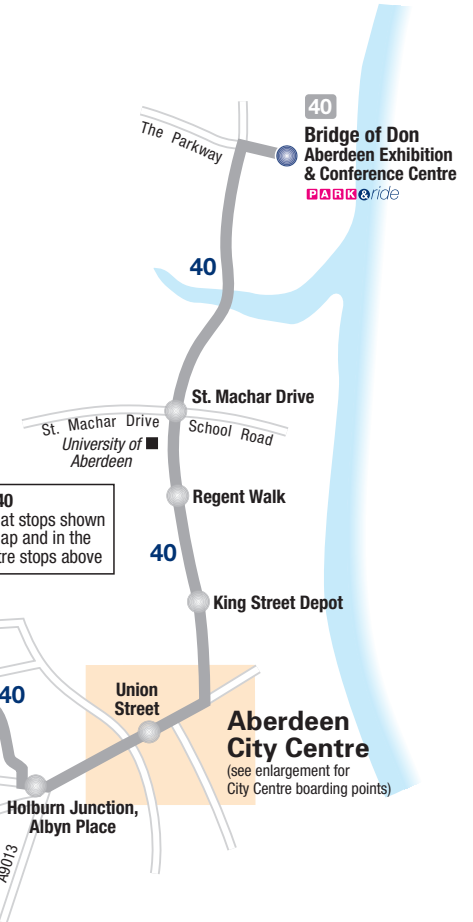 40
Bridge of Don
Aberdeen Exhibition
& Conference Centre
PARK&ride
The Parkway
40
St. Machar Drive
St. Machar Drive
School Road
University of
Aberdeen
Regent Walk
40
at stops shown
ap and in the
tre stops above
40
King Street Depot
40
Union
Street
Aberdeen
City Centre
(see enlargement for
City Centre boarding points)
Holburn Junction,
Albyn Place
A9013